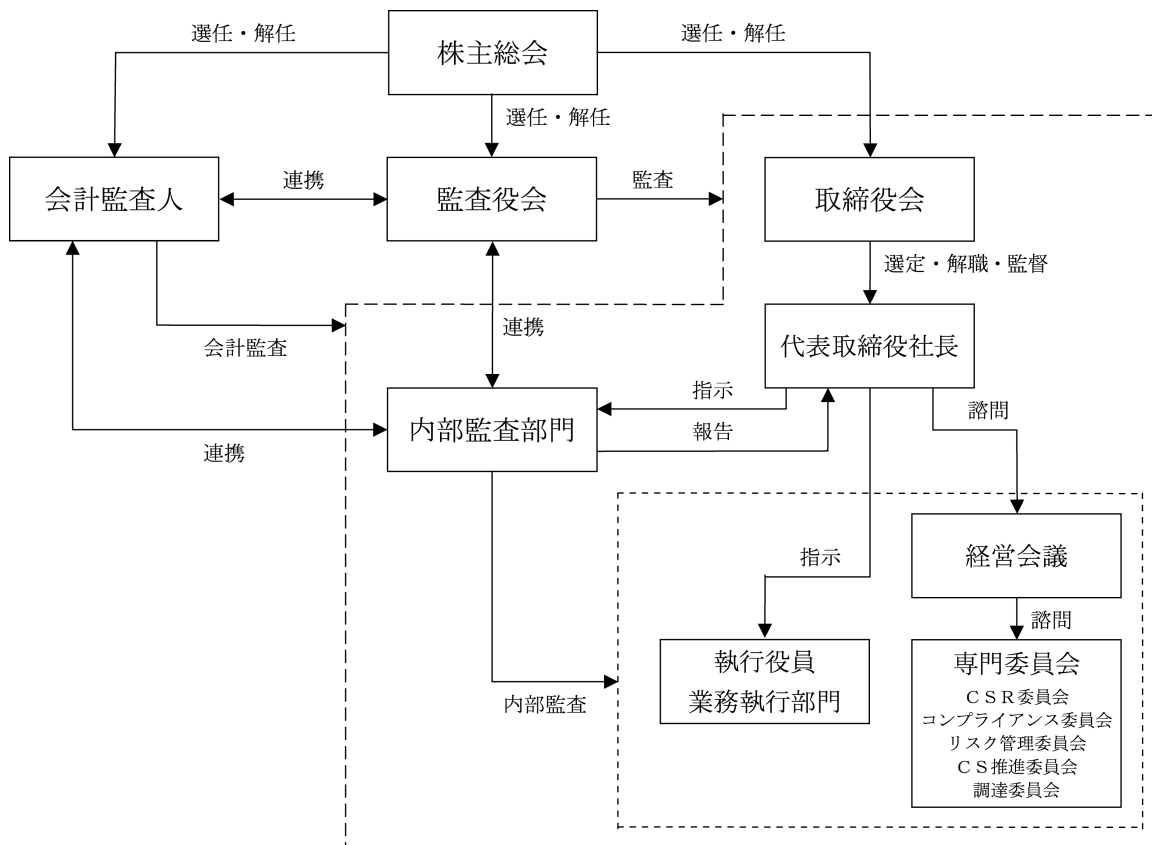 株主総会
選任・解任
選任・解任
選任・解任
会計監査人
連携
監査役会
監査
取締役会
選定・解職・監督
代表取締役社長
会計監査
連携
内部監査部門
指示
報告
諮問
連携
経営会議
指示
諮問
執行役員
業務執行部門
内部監査
専門委員会
ＣＳＲ委員会
コンプライアンス委員会
リスク管理委員会
ＣＳ推進委員会
調達委員会